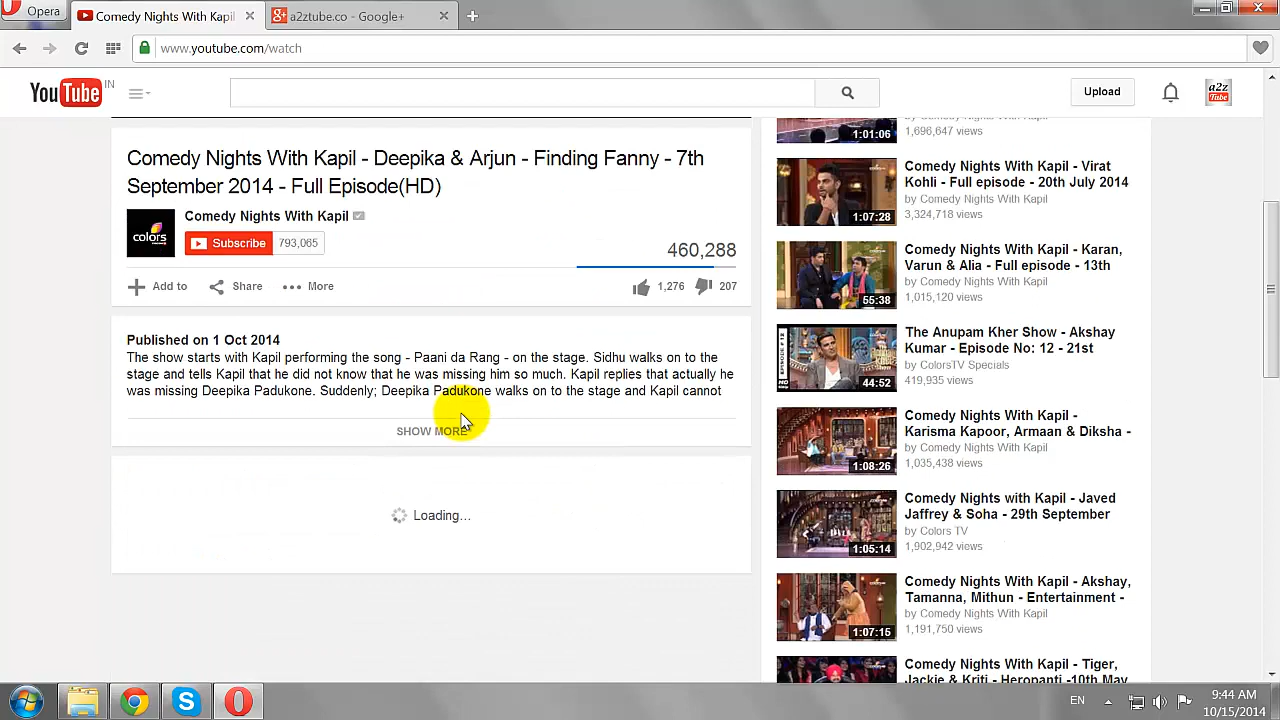 Opera
Comedy Nights With Kapil
a2ztube.co - Google+
www.youtube.com/watch
YouTube IN
Upload
a2z
Tube
1:01:06
by Comedy Nights With Kapil
1,696,647 views
Comedy Nights With Kapil - Deepika & Arjun - Finding Fanny - 7th
September 2014 - Full Episode(HD)
colors
Comedy Nights With Kapil
Subscribe 793,065
460,288
Add to Share More
1,276 207
Published on 1 Oct 2014
The show starts with Kapil performing the song - Paani da Rang - on the stage. Sidhu walks on to the
stage and tells Kapil that he did not know that he was missing him so much. Kapil replies that actually he
was missing Deepika Padukone. Suddenly; Deepika Padukone walks on to the stage and Kapil cannot
SHOW MORE
Loading...
Comedy Nights With Kapil - Virat
Kohli - Full episode - 20th July 2014
by Comedy Nights With Kapil
3,324,718 views
1:07:28
Comedy Nights With Kapil - Karan,
Varun & Alia - Full episode - 13th
by Comedy Nights With Kapil
1,015,120 views
55:38
The Anupam Kher Show - Akshay
Kumar - Episode No: 12 - 21st
by ColorsTV Specials
419,935 views
44:52
Comedy Nights With Kapil -
Karisma Kapoor, Armaan & Diksha -
by Comedy Nights With Kapil
1,035,438 views
1:08:26
Comedy Nights with Kapil - Javed
Jaffrey & Soha - 29th September
by Colors TV
1,902,942 views
1:05:14
Comedy Nights With Kapil - Akshay,
Tamanna, Mithun - Entertainment -
by Comedy Nights With Kapil
1,191,750 views
1:07:15
Comedy Nights With Kapil - Tiger,
Jackie & Kriti - Heropanti -10th May
EN
9:44 AM
10/15/2014